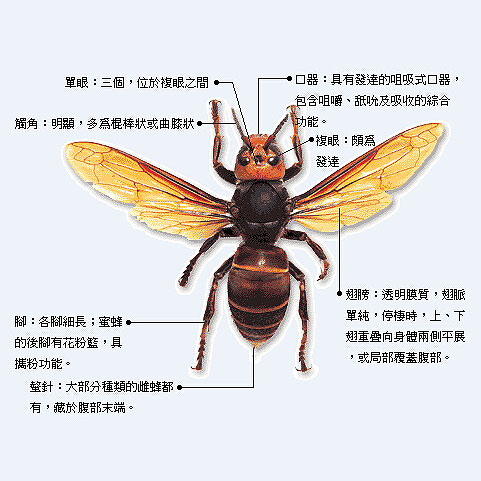 單眼：三個，位於複眼之間
口器：具有發達的咀吸式口器，
包含咀嚼、舐吮及吸收的綜合
功能。
觸角：明顯，多為棍棒狀或曲膝狀
複眼：頗為
發達
翅膀：透明膜質，翅脈
單純，停棲時，上、下
翅重疊向身體兩側平展
，或局部覆蓋腹部。
腳：各腳細長；蜜蜂
的後腳有花粉籃，具
攜粉功能。
螫針：大部分種類的雌蜂都
有，藏於腹部末端。